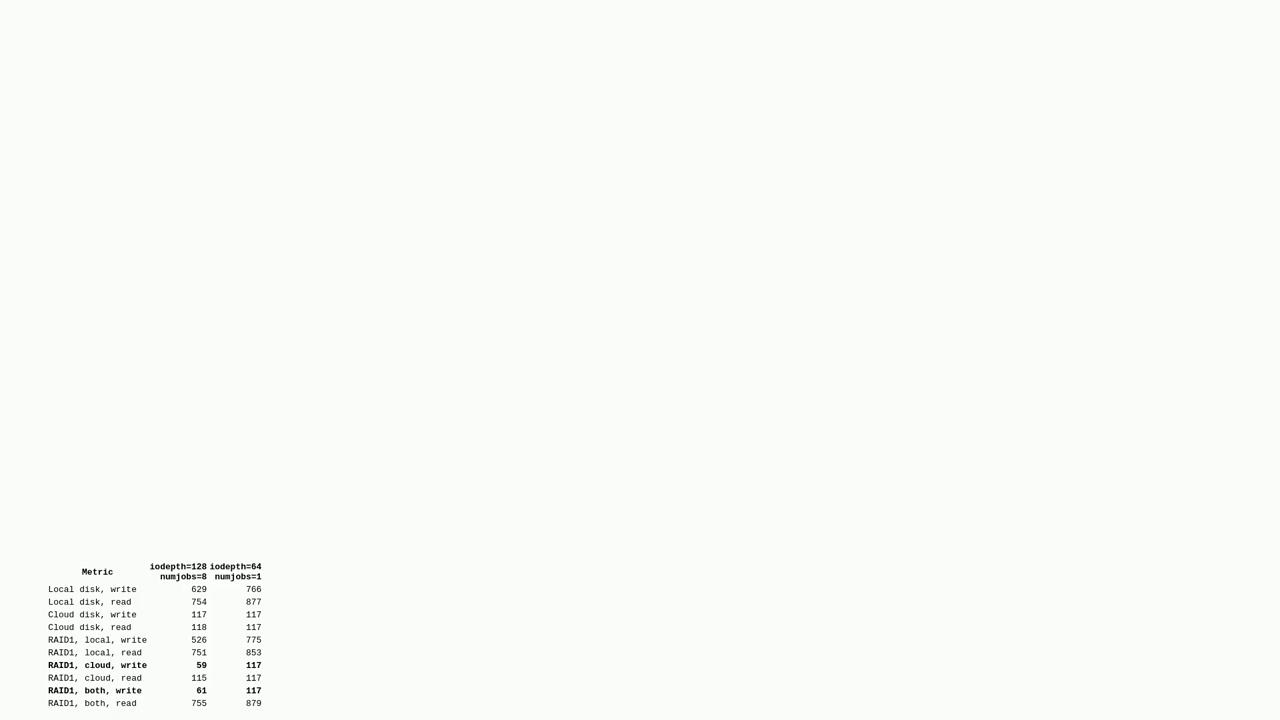 Metric iodepth=128 numjobs=8 iodepth=64 numjobs=1
Local disk, write 629 766
Local disk, read 754 877
Cloud disk, write 117 117
Cloud disk, read 118 117
RAID1, local, write 526 775
RAID1, local, read 751 853
RAID1, cloud, write 59 117
RAID1, cloud, read 115 117
RAID1, both, write 61 117
RAID1, both, read 755 879